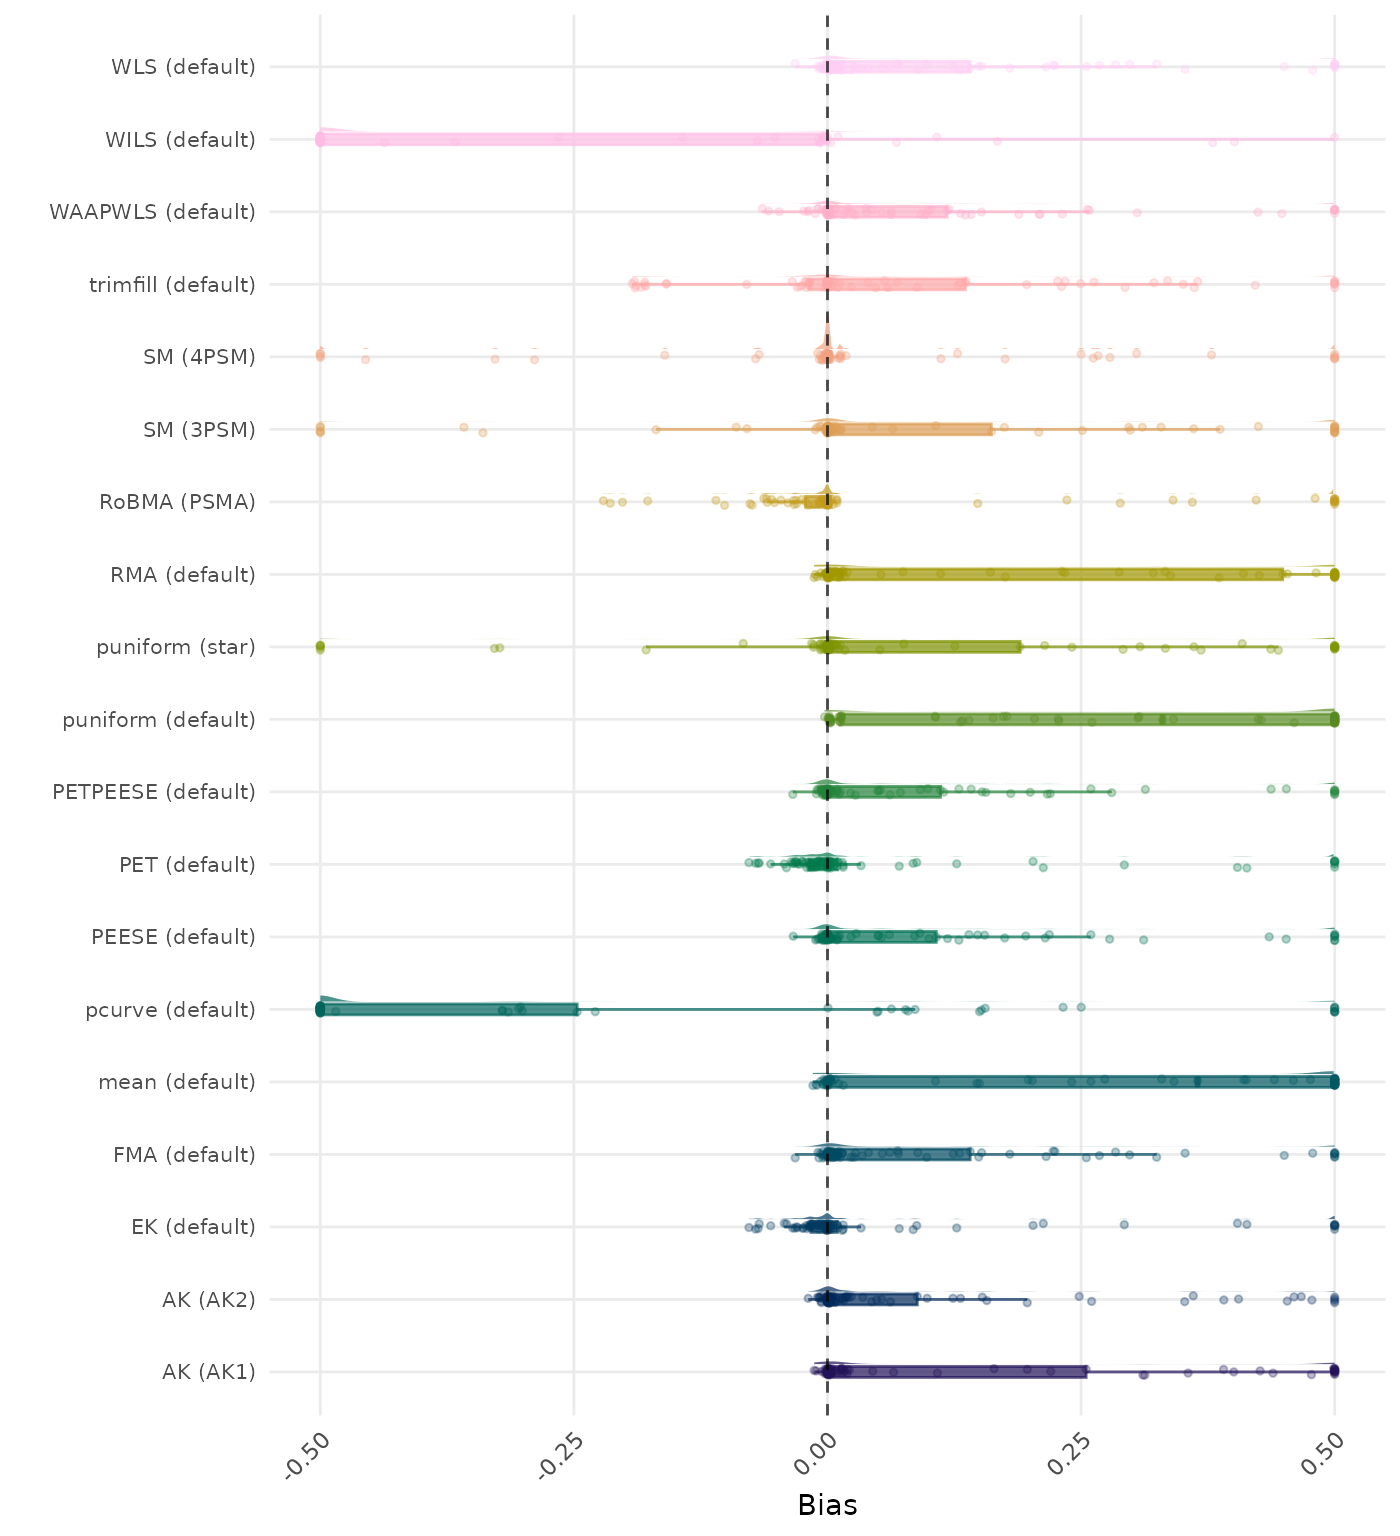 WLS (default)
WILS (default)
WAAPWLS (default)
trimfill (default)
SM (4PSM)
SM (3PSM)
RoBMA (PSMA)
RMA (default)
puniform (star)
puniform (default)
PETPEESE (default)
PET (default)
PEESE (default)
pcurve (default)
mean (default)
FMA (default)
EK (default)
AK (AK2)
AK (AK1)
-0.50
-0.25
0.00
0.25
0.50
Bias